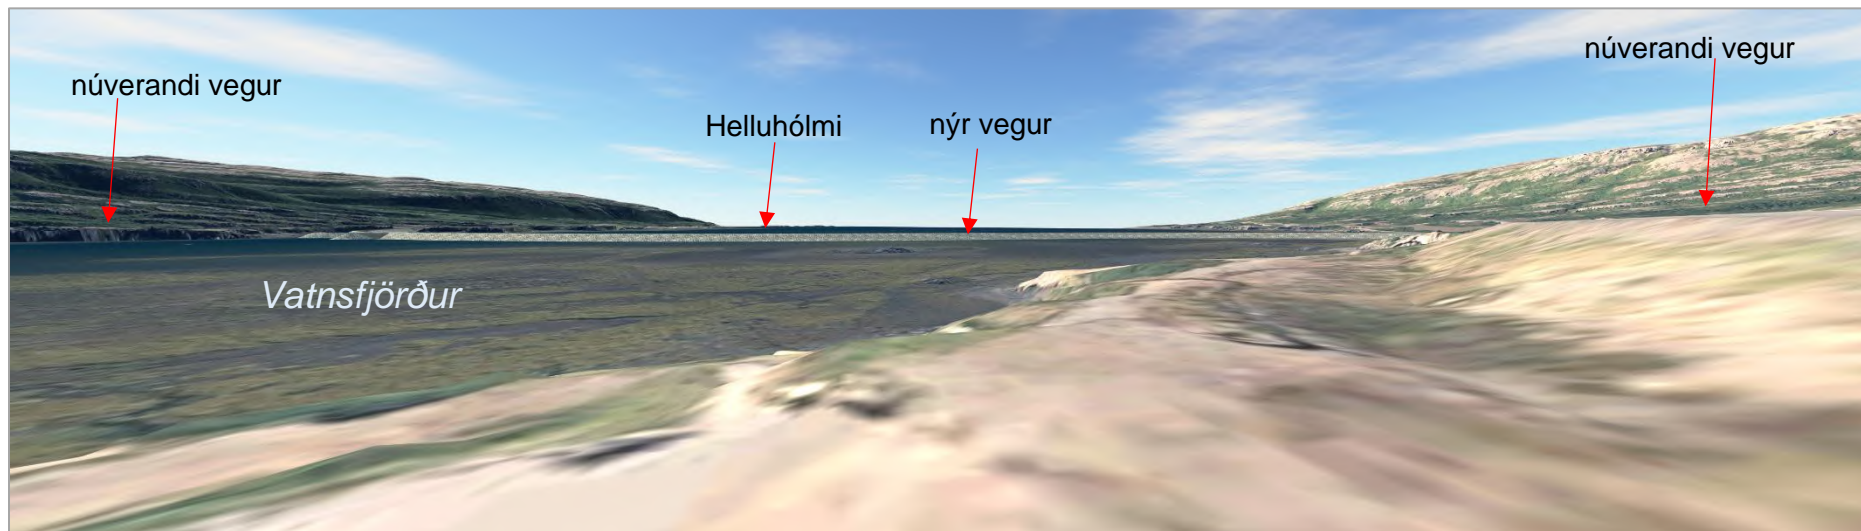 núverandi vegur
Helluhólmi
nýr vegur
núverandi vegur
Vatnsfjörður